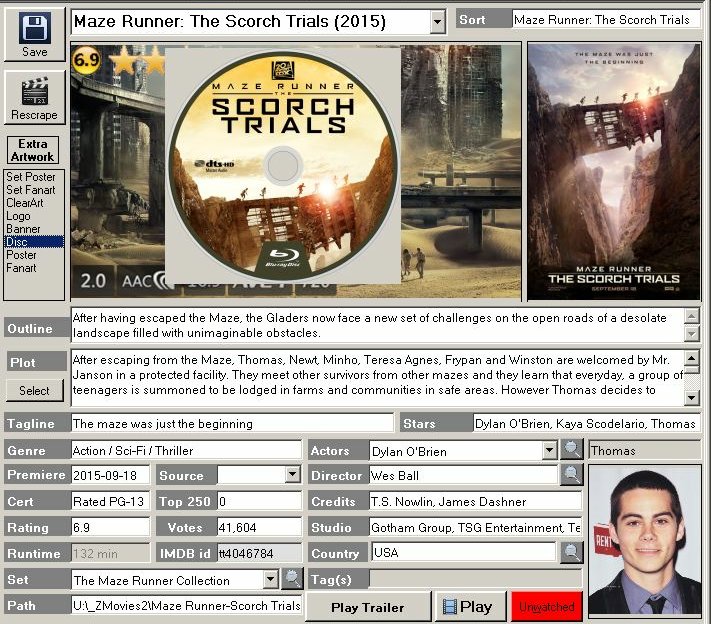 Save
Maze Runner: The Scorch Trials (2015)
Sort
Maze Runner: The Scorch Trials
Rescrape
Extra
Artwork
Set Poster
Set Fanart
ClearArt
Logo
Banner
Disc
Poster
Fanart
6.9
20
MAZE RUNNER
THE
SCORCH
TRIALS
dts-HD
Master Audio
Blu-ray Disc
2.0
AAC
THE MAZE WAS JUST
THE BEGINNING
MAZE RUNNER
THE SCORCH TRIALS
SEPTEMBER 18
Outline
After having escaped the Maze, the Gladers now face a new set of challenges on the open roads of a desolate
landscape filled with unimaginable obstacles.
Plot
Select
After escaping from the Maze, Thomas, Newt, Minho, Teresa Agnes, Frypan and Winston are welcomed by Mr.
Janson in a protected facility. They meet other survivors from other mazes and they learn that everyday, a group of
teenagers is summoned to be lodged in farms and communities in safe areas. However Thomas decides to
Tagline
The maze was just the beginning
Stars
Dylan O'Brien, Kaya Scodelario, Thomas
Genre
Action / Sci-Fi / Thriller
Actors
Dylan O'Brien
Thomas
Premiere
2015-09-18
Source
Director
Wes Ball
Cert
Rated PG-13
Top 250
0
Credits
T.S. Nowlin, James Dashner
Rating
6.9
Votes
41,604
Studio
Gotham Group, TSG Entertainment, Te
RENT
Runtime
132 min
IMDB id
tt4046784
Country
USA
Set
The Maze Runner Collection
Tag(s)
Path
U:\_ZMovies2\Maze Runner-Scorch Trials
Play Trailer
Play
Unwatched